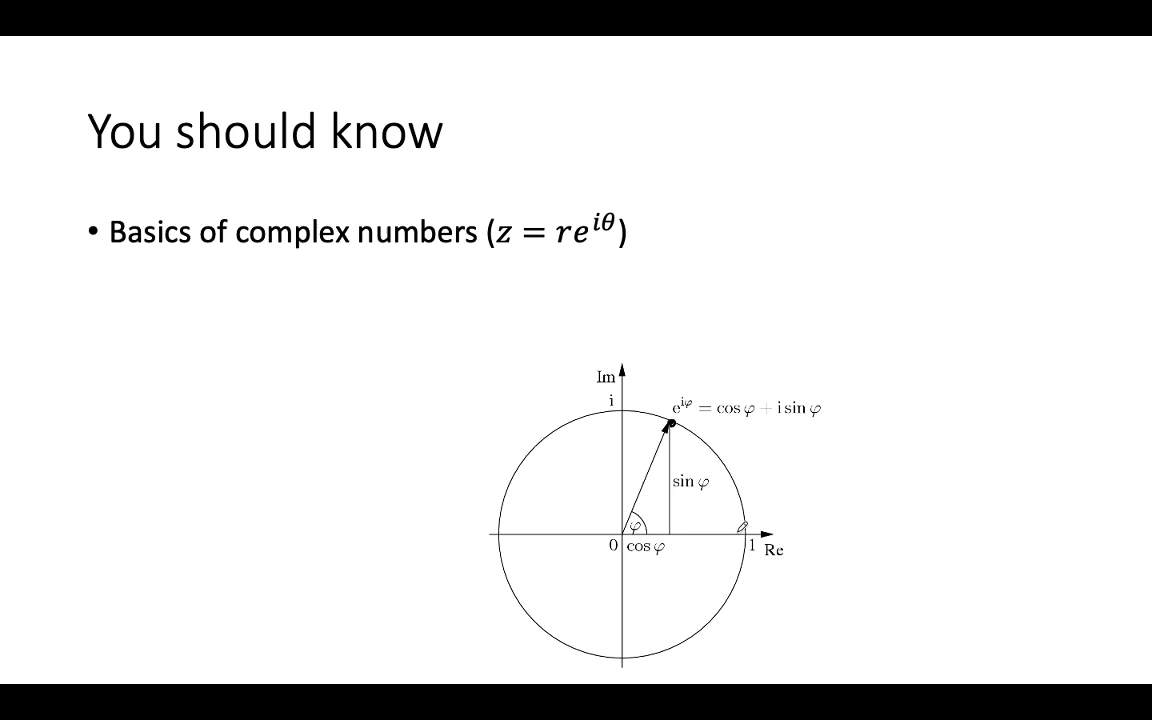 You should know
• Basics of complex numbers (z = re^{iθ})
Im
i
e^{iφ} = cos φ + i sin φ
sin φ
φ
0 cos φ 1 Re